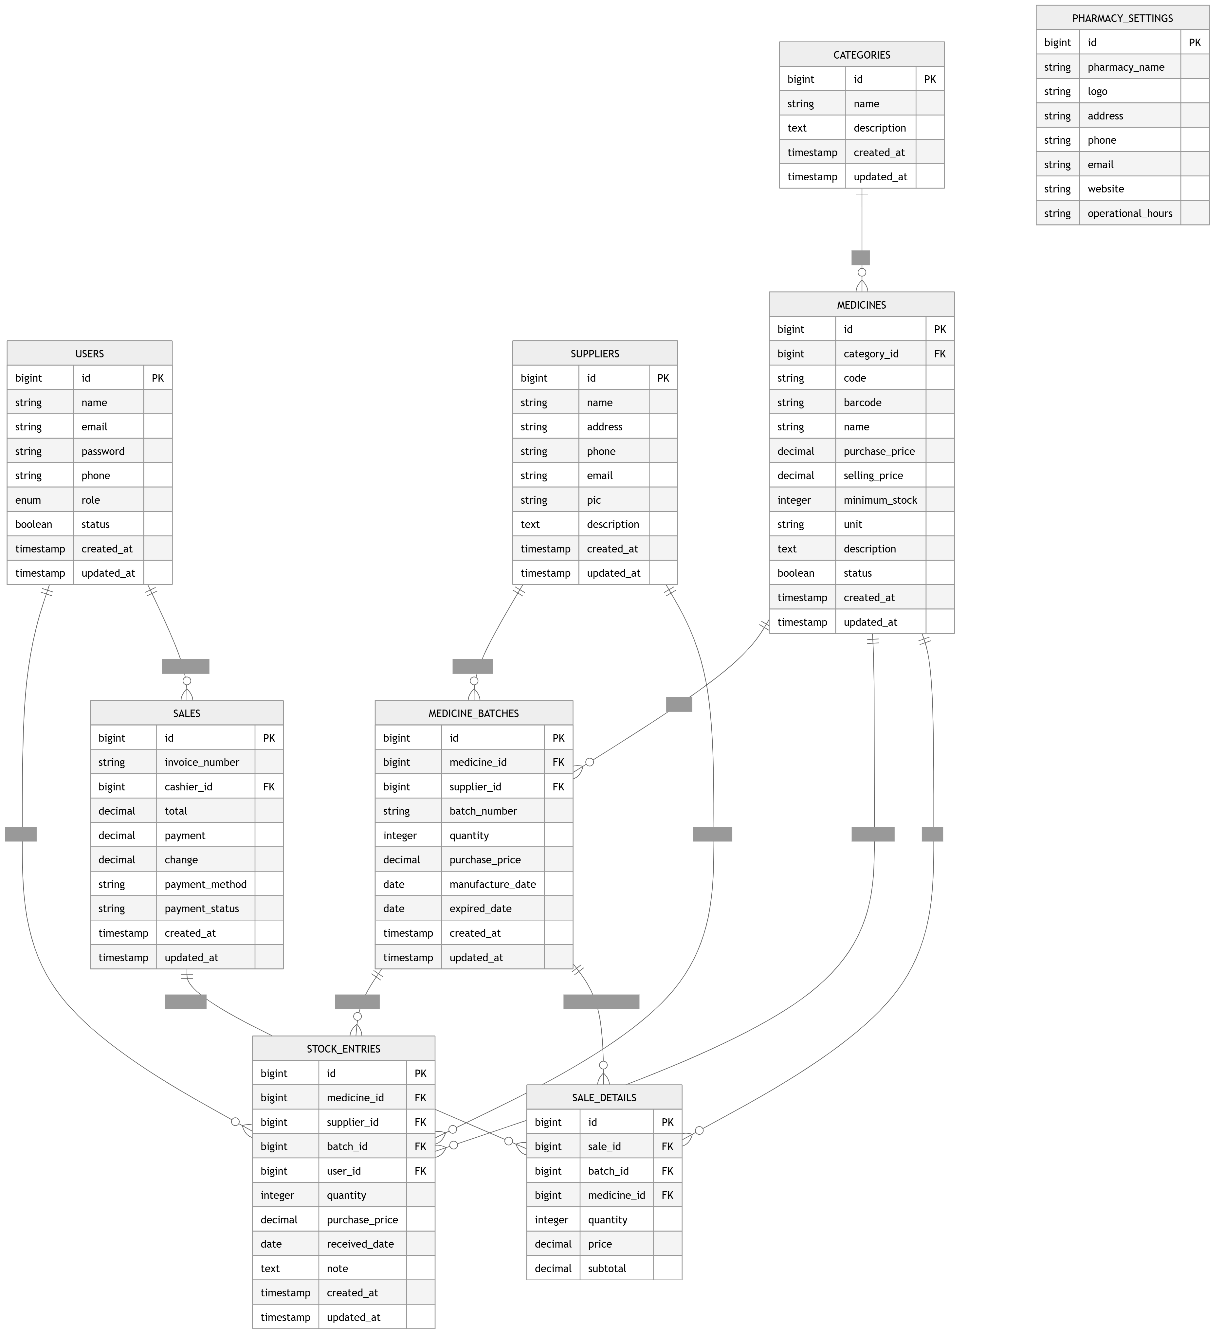 PHARMACY_SETTINGS
bigint id PK
string pharmacy_name
string logo
string address
string phone
string email
string website
string operational_hours
CATEGORIES
bigint id PK
string name
text description
timestamp created_at
timestamp updated_at
MEDICINES
bigint id PK
bigint category_id FK
string code
string barcode
string name
decimal purchase_price
decimal selling_price
integer minimum_stock
string unit
text description
boolean status
timestamp created_at
timestamp updated_at
USERS
bigint id PK
string name
string email
string password
string phone
enum role
boolean status
timestamp created_at
timestamp updated_at
SUPPLIERS
bigint id PK
string name
string address
string phone
string email
string pic
text description
timestamp created_at
timestamp updated_at
SALES
bigint id PK
string invoice_number
bigint cashier_id FK
decimal total
decimal payment
decimal change
string payment_method
string payment_status
timestamp created_at
timestamp updated_at
MEDICINE_BATCHES
bigint id PK
bigint medicine_id FK
bigint supplier_id FK
string batch_number
integer quantity
decimal purchase_price
date manufacture_date
date expired_date
timestamp created_at
timestamp updated_at
STOCK_ENTRIES
bigint id PK
bigint medicine_id FK
bigint supplier_id FK
bigint batch_id FK
bigint user_id FK
integer quantity
decimal purchase_price
date received_date
text note
timestamp created_at
timestamp updated_at
SALE_DETAILS
bigint id PK
bigint sale_id FK
bigint batch_id FK
bigint medicine_id FK
integer quantity
decimal price
decimal subtotal